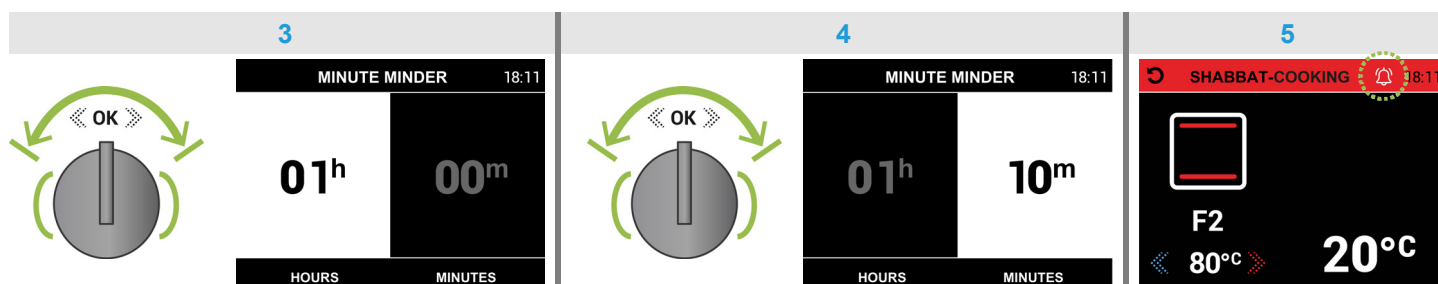 3
OK
MINUTE MINDER 18:11
01h 00m
HOURS MINUTES
4
OK
MINUTE MINDER 18:11
01h 10m
HOURS MINUTES
5
SHABBAT-COOKING 18:11
F2
80°C 20°C